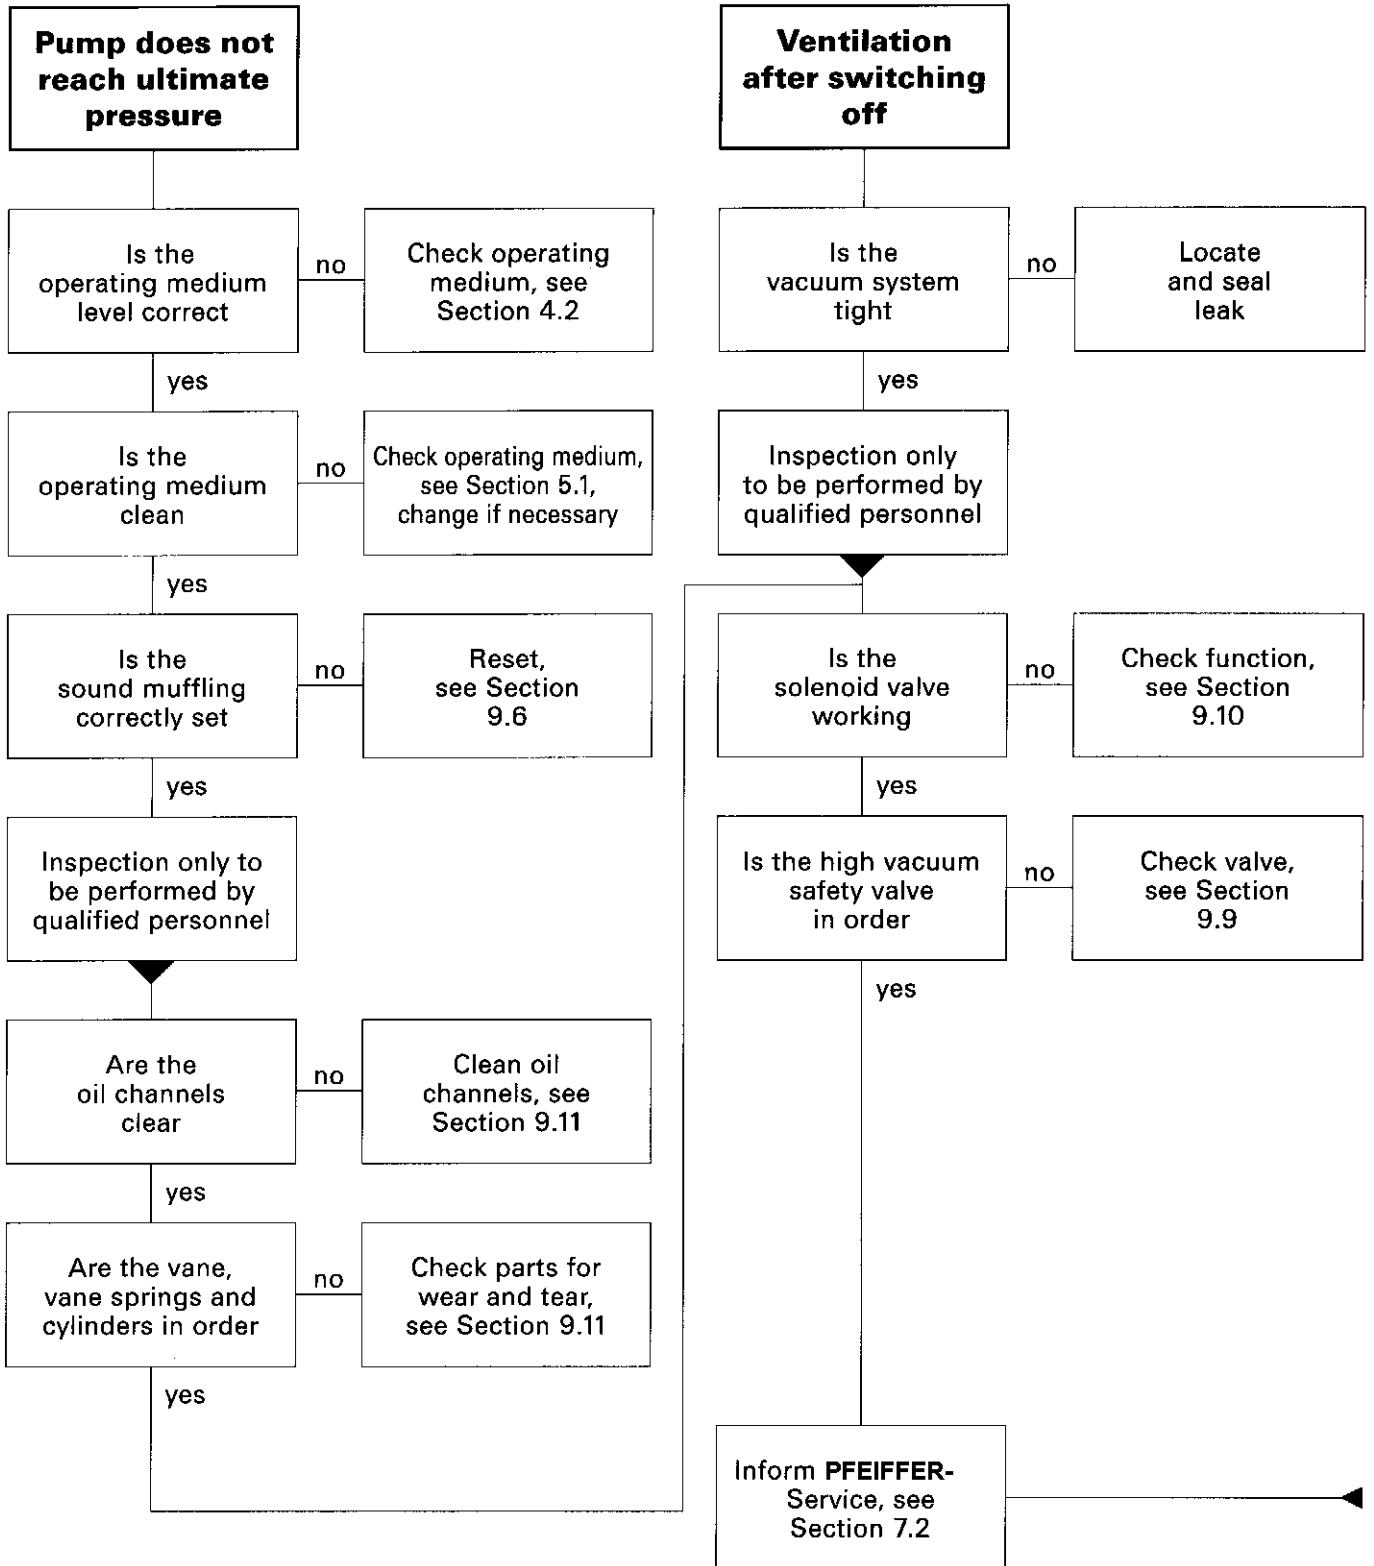 Pump does not
reach ultimate
pressure
Is the
operating medium
level correct
no
Check operating
medium, see
Section 4.2
yes
Is the
operating medium
clean
no
Check operating medium,
see Section 5.1,
change if necessary
yes
Is the
sound muffling
correctly set
no
Reset,
see Section
9.6
yes
Inspection only to
be performed by
qualified personnel
Are the
oil channels
clear
no
Clean oil
channels, see
Section 9.11
yes
Are the vane,
vane springs and
cylinders in order
no
Check parts for
wear and tear,
see Section 9.11
yes
Ventilation
after switching
off
Is the
vacuum system
tight
no
Locate
and seal
leak
yes
Inspection only
to be performed by
qualified personnel
Is the
solenoid valve
working
no
Check function,
see Section
9.10
yes
Is the high vacuum
safety valve
in order
no
Check valve,
see Section
9.9
yes
Inform PFEIFFER-
Service, see
Section 7.2